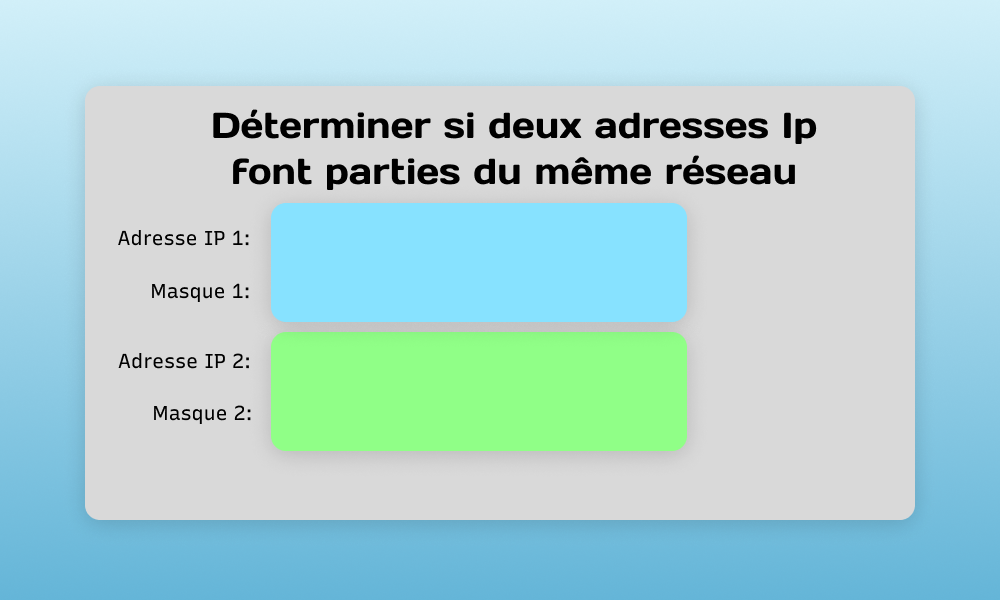 Déterminer si deux adresses Ip
font parties du même réseau
Adresse IP 1:
Masque 1:
Adresse IP 2:
Masque 2: